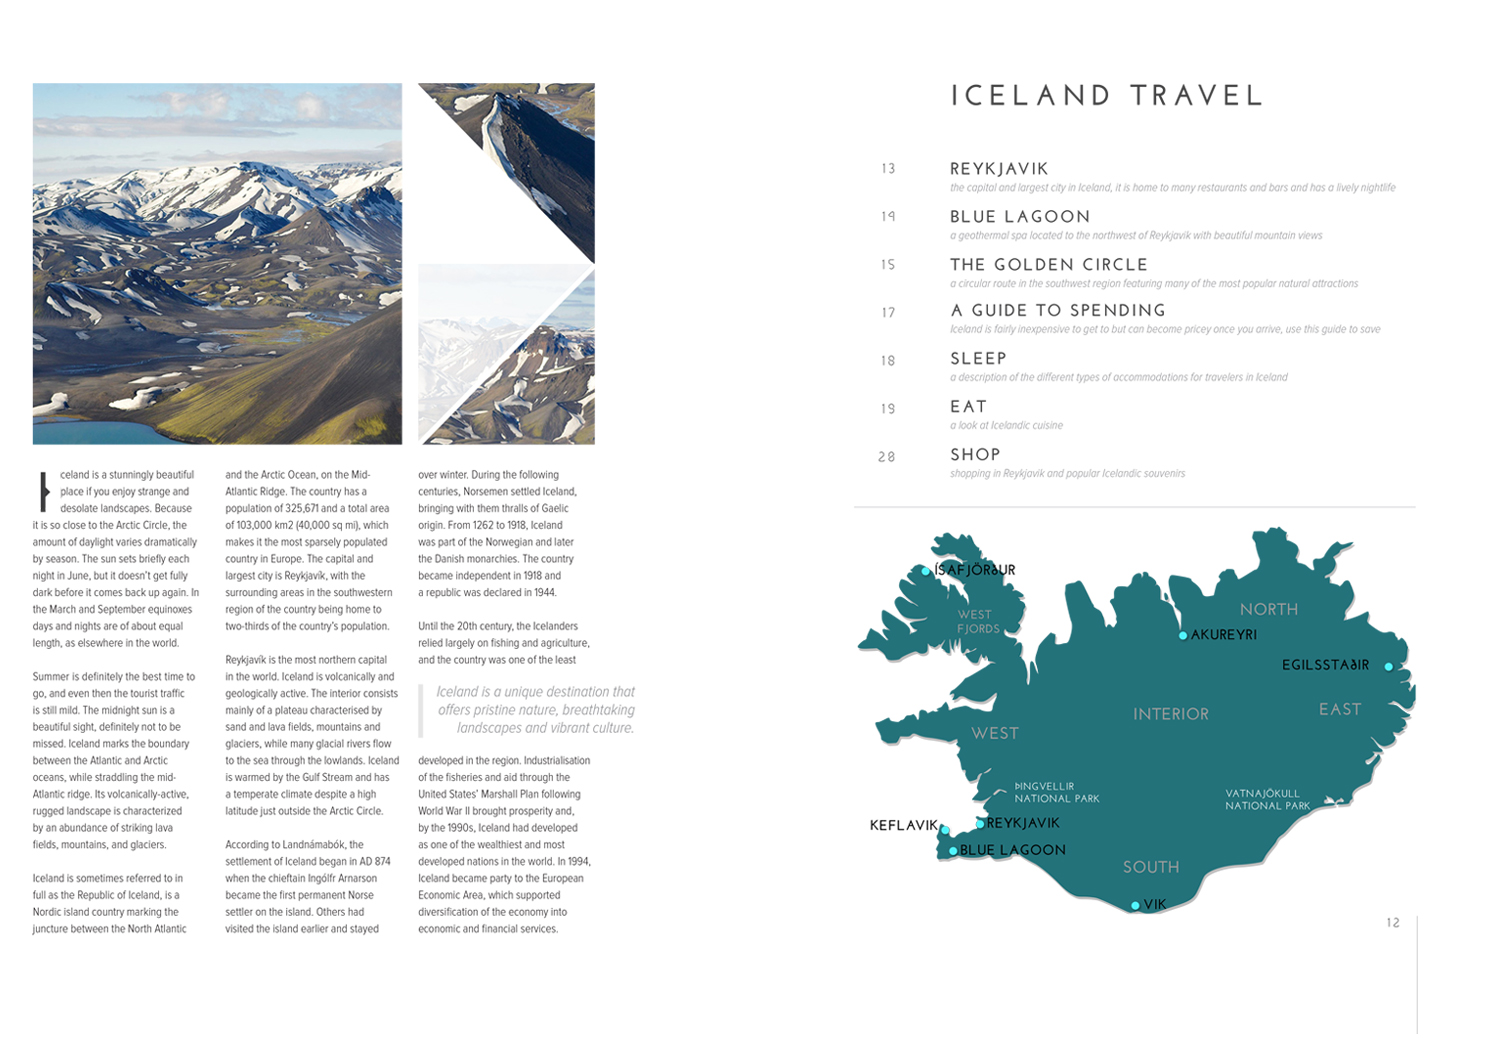 Iceland is a stunningly beautiful
place if you enjoy strange and
desolate landscapes. Because
it is so close to the Arctic Circle, the
amount of daylight varies dramatically
by season. The sun sets briefly each
night in June, but it doesn't get fully
dark before it comes back up again. In
the March and September equinoxes
days and nights are of about equal
length, as elsewhere in the world.
Summer is definitely the best time to
go, and even then the tourist traffic
is still mild. The midnight sun is a
beautiful sight, definitely not to be
missed. Iceland marks the boundary
between the Atlantic and Arctic
oceans, while straddling the mid-
Atlantic ridge. Its volcanically-active,
rugged landscape is characterized
by an abundance of striking lava
fields, mountains, and glaciers.
Iceland is sometimes referred to in
full as the Republic of Iceland, is a
Nordic island country marking the
juncture between the North Atlantic
and the Arctic Ocean, on the Mid-
Atlantic Ridge. The country has a
population of 325,671 and a total area
of 103,000 km2 (40,000 sq mi), which
makes it the most sparsely populated
country in Europe. The capital and
largest city is Reykjavík, with the
surrounding areas in the southwestern
region of the country being home to
two-thirds of the country's population.
Reykjavík is the most northern capital
in the world. Iceland is volcanically and
geologically active. The interior consists
mainly of a plateau characterised by
sand and lava fields, mountains and
glaciers, while many glacial rivers flow
to the sea through the lowlands. Iceland
is warmed by the Gulf Stream and has
a temperate climate despite a high
latitude just outside the Arctic Circle.
According to Landnámabók, the
settlement of Iceland began in AD 874
when the chieftain Ingólfr Arnarson
became the first permanent Norse
settler on the island. Others had
visited the island earlier and stayed
over winter. During the following
centuries, Norsemen settled Iceland,
bringing with them thralls of Gaelic
origin. From 1262 to 1918, Iceland
was part of the Norwegian and later
the Danish monarchies. The country
became independent in 1918 and
a republic was declared in 1944.
Until the 20th century, the Icelanders
relied largely on fishing and agriculture,
and the country was one of the least
Iceland is a unique destination that
offers pristine nature, breathtaking
landscapes and vibrant culture.
developed in the region. Industrialisation
of the fisheries and aid through the
United States' Marshall Plan following
World War II brought prosperity and,
by the 1990s, Iceland had developed
as one of the wealthiest and most
developed nations in the world. In 1994,
Iceland became party to the European
Economic Area, which supported
diversification of the economy into
economic and financial services.
ICELAND TRAVEL
13 REYKJAVIK
the capital and largest city in Iceland, it is home to many restaurants and bars and has a lively nightlife
14 BLUE LAGOON
a geothermal spa located to the northwest of Reykjavik with beautiful mountain views
15 THE GOLDEN CIRCLE
a circular route in the southwest region featuring many of the most popular natural attractions
17 A GUIDE TO SPENDING
Iceland is fairly inexpensive to get to but can become pricey once you arrive, use this guide to save
18 SLEEP
a description of the different types of accommodations for travelers in Iceland
19 EAT
a look at Icelandic cuisine
20 SHOP
shopping in Reykjavik and popular Icelandic souvenirs
ÍSAFJÖRðUR
WEST
FJORDS
NORTH
AKUREYRI
EGILSSTAðIR
EAST
INTERIOR
WEST
ÞINGVELLIR
NATIONAL PARK
VATNAJÖKULL
NATIONAL PARK
KEFLAVIK
REYKJAVIK
BLUE LAGOON
SOUTH
VIK
12